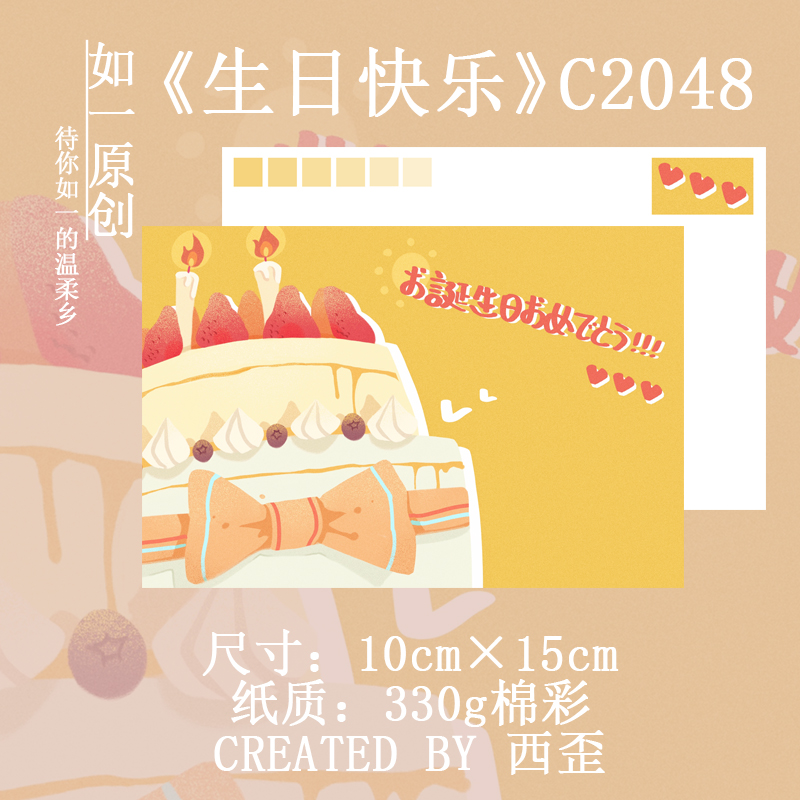 《生日快乐》C2048
如一原创
待你如一的温柔乡
お誕生日おめでとう!!!
尺寸：10cm×15cm
纸质：330g棉彩
CREATED BY 西歪